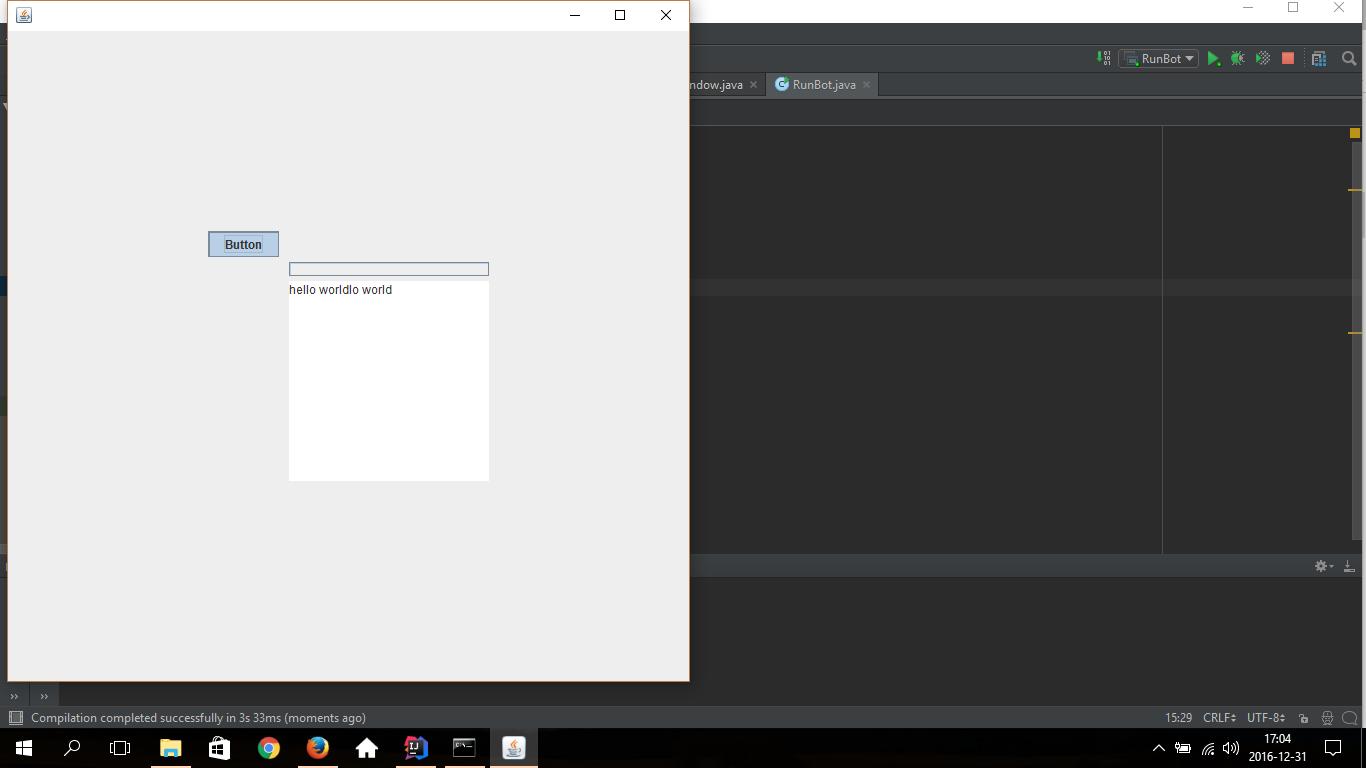 RunBot
ndow.java
RunBot.java
Button
hello worldlo world
Compilation completed successfully in 3s 33ms (moments ago)
15:29
CRLF
UTF-8
17:04
2016-12-31